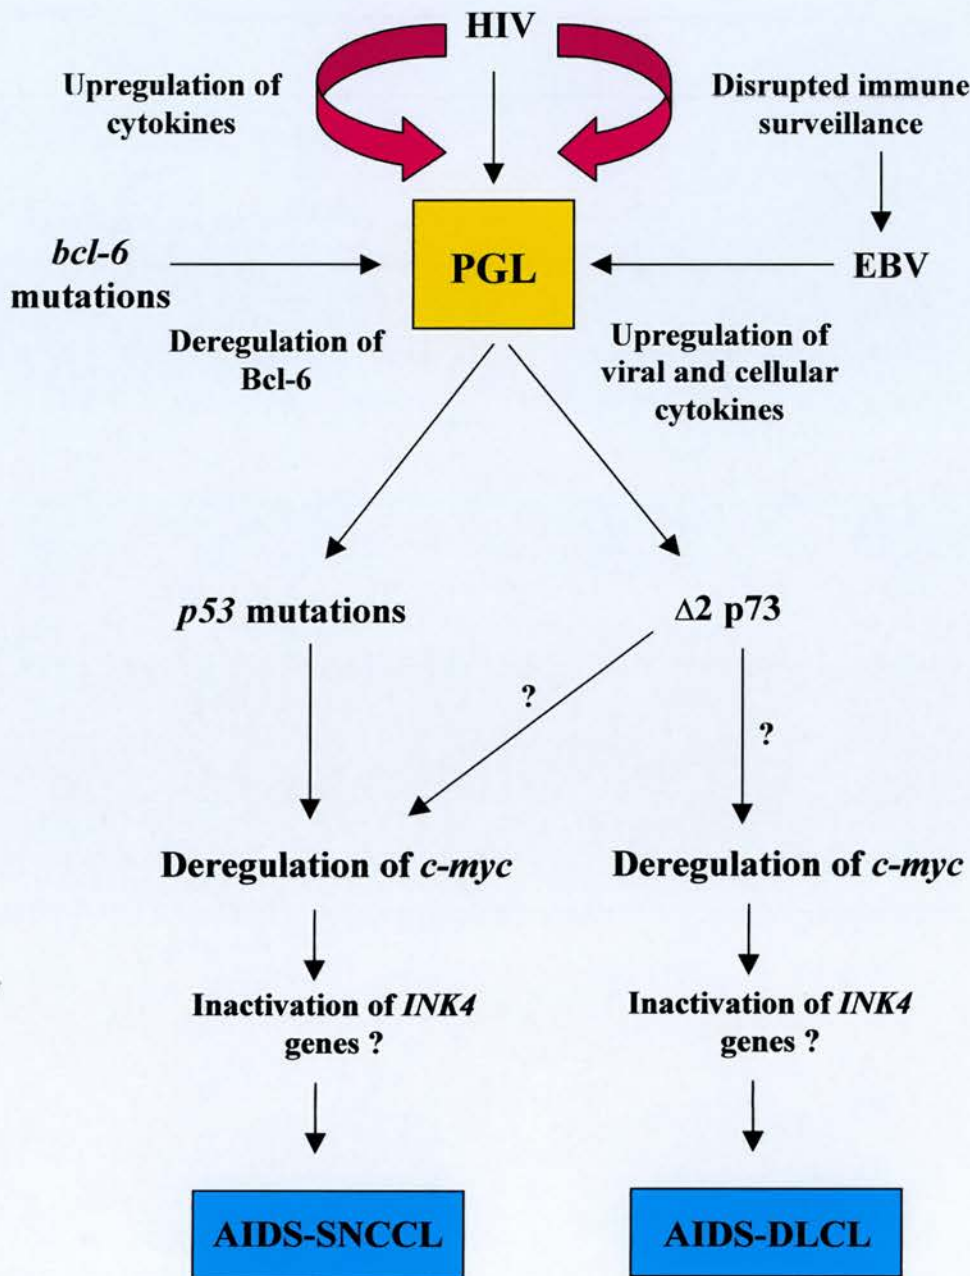 HIV
Upregulation of
cytokines
Disrupted immune
surveillance
bcl-6
mutations
PGL
EBV
Deregulation of
Bcl-6
Upregulation of
viral and cellular
cytokines
p53 mutations
Δ2 p73
?
?
Deregulation of c-myc
Deregulation of c-myc
Inactivation of INK4
genes ?
Inactivation of INK4
genes ?
AIDS-SNCCL
AIDS-DLCL